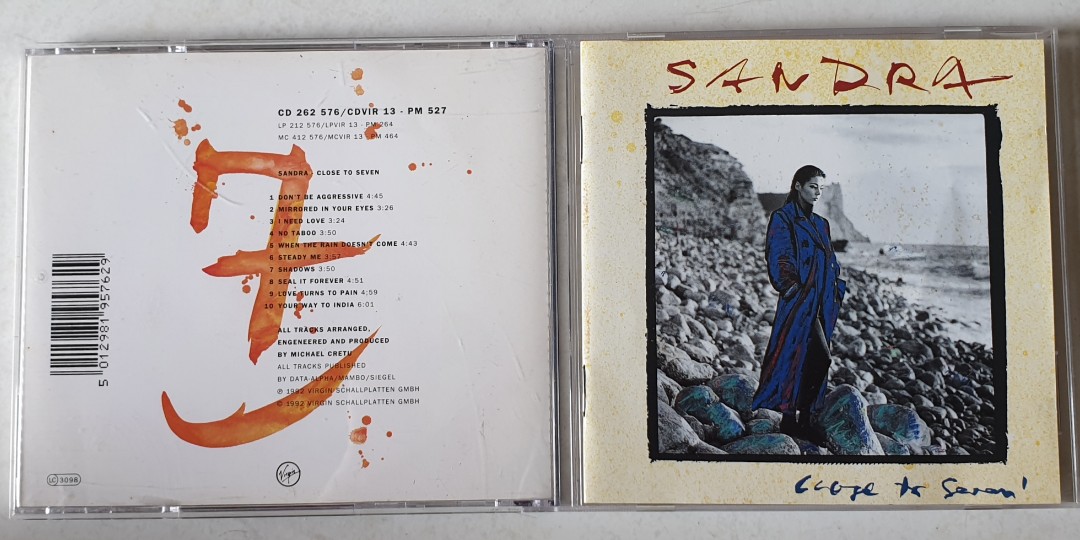 CD 262 576/CDVIR 13 - PM 527
LP 212 576/LPVIR 13 - PM 264
MC 412 576/MCVIR 13 - PM 464
SANDRA, CLOSE TO SEVEN
1 DON'T BE AGGRESSIVE 4:45
2 MIRRORED IN YOUR EYES 3:26
3 I NEED LOVE 3:24
4 NO TABOO 3:50
5 WHEN THE RAIN DOESN'T COME 4:43
6 STEADY ME 3:57
7 SHADOWS 3:50
8 SEAL IT FOREVER 4:51
9 LOVE TURNS TO PAIN 4:59
10 YOUR WAY TO INDIA 6:01
ALL TRACKS ARRANGED,
ENGENEERED AND PRODUCED
BY MICHAEL CRETU
ALL TRACKS PUBLISHED
BY DATA-ALPHA/MAMBO/SIEGEL
℗ 1992 VIRGIN SCHALLPLATTEN GMBH
© 1992 VIRGIN SCHALLPLATTEN GMBH
5 012981 957629
LC 3098
Virgin
SANDRA
Close to Seven'